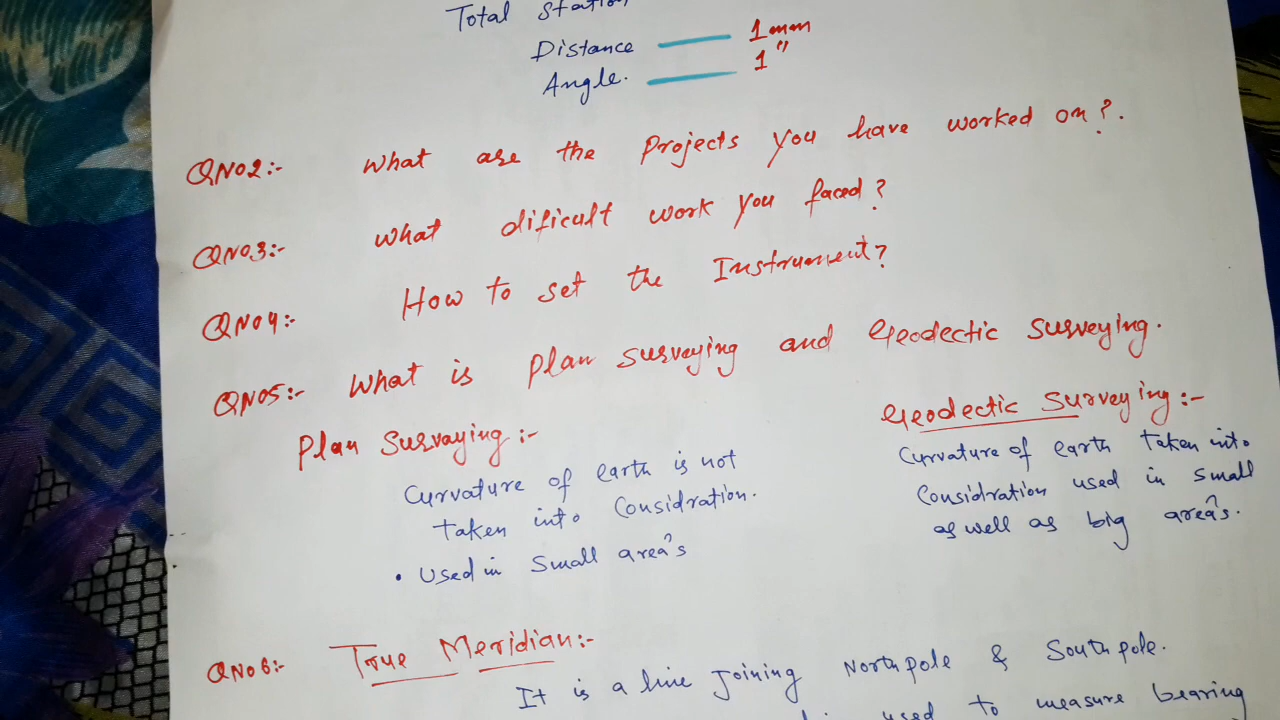 Total Station
Distance 1mm
Angle. 1"
QNO2:- What are the Projects you have worked on?.
QNO3:- What dificult work you faced?
QNO4:- How to set the Instrument?
QNO5:- What is Plan Surveying and Geodectic Surveying.
Plan Survaying:-
Curvature of earth is not
taken into Considration.
• Used in Small area's
Geodectic Surveying:-
Curvature of earth taken into
Considration used in small
as well as big area's.
QNO6:- True Meridian:-
It is a line Joining North pole & South pole.
used to measure bearing